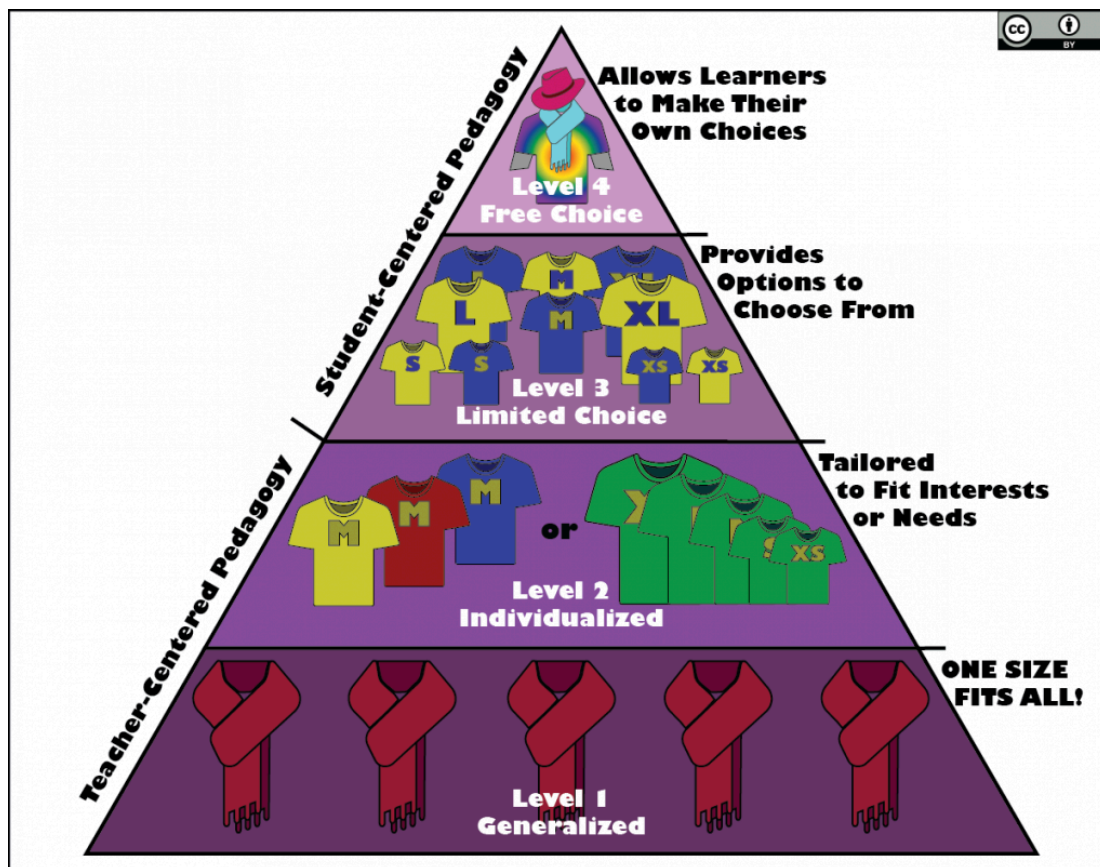 CC
BY
Student-Centered Pedagogy
Allows Learners
to Make Their
Own Choices
Level 4
Free Choice
Provides
Options to
Choose From
L
M
XL
L
M
XL
S
S
XS
XS
Level 3
Limited Choice
Teacher-Centered Pedagogy
Tailored
to Fit Interests
or Needs
M
M
M
or
S
XS
Level 2
Individualized
ONE SIZE
FITS ALL!
Level 1
Generalized